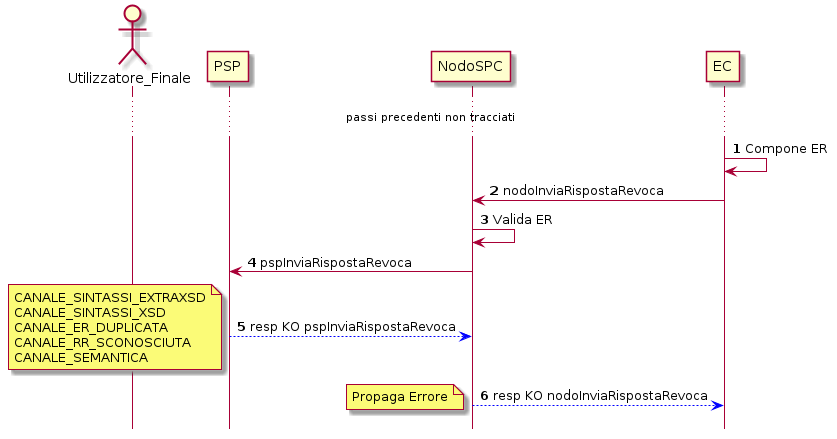 Utilizzatore_Finale
PSP
NodoSPC
EC
passi precedenti non tracciati
1 Compone ER
2 nodoInviaRispostaRevoca
3 Valida ER
4 pspInviaRispostaRevoca
CANALE_SINTASSI_EXTRAXSD
CANALE_SINTASSI_XSD
CANALE_ER_DUPLICATA
CANALE_RR_SCONOSCIUTA
CANALE_SEMANTICA
5 resp KO pspInviaRispostaRevoca
Propaga Errore
6 resp KO nodoInviaRispostaRevoca